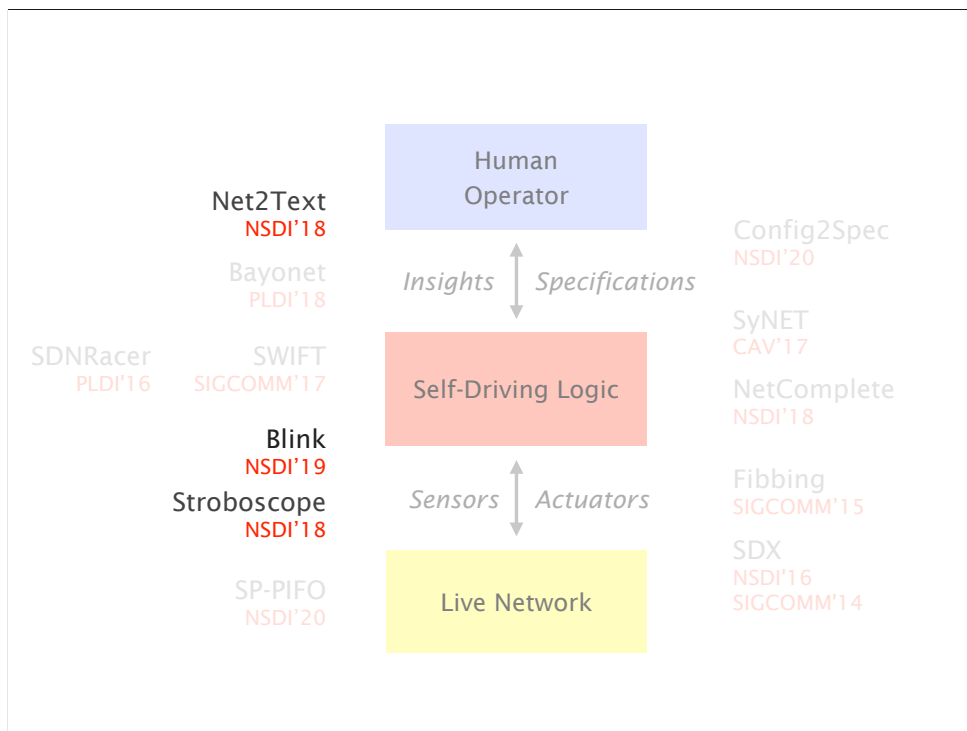 Human
Operator
Net2Text
NSDI’18
Config2Spec
NSDI’20
Bayonet
PLDI’18
Insights
Specifications
SyNET
CAV’17
SDNRacer
PLDI'16
SWIFT
SIGCOMM’17
Self-Driving Logic
NetComplete
NSDI’18
Blink
NSDI’19
Fibbing
SIGCOMM’15
Stroboscope
NSDI’18
Sensors
Actuators
SDX
NSDI'16
SIGCOMM’14
SP-PIFO
NSDI’20
Live Network